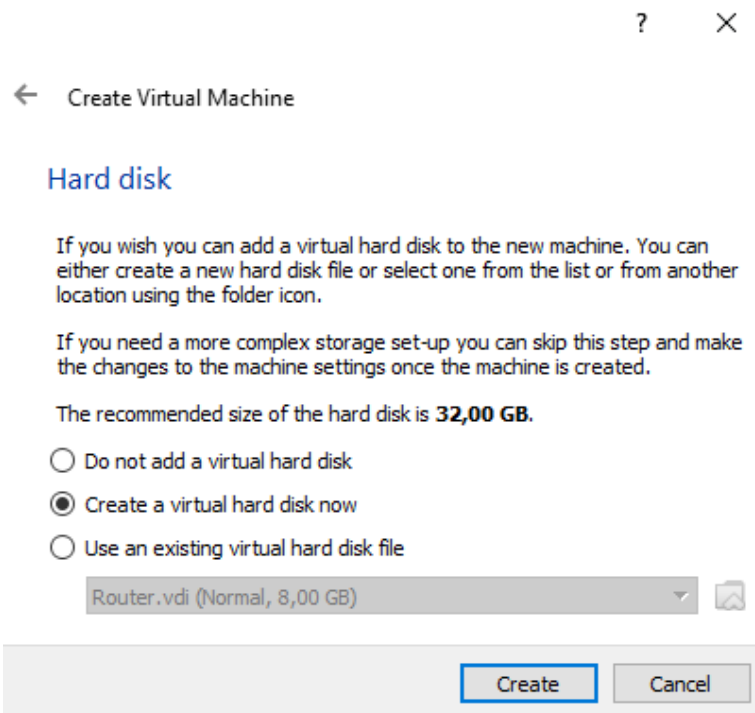 ?
Create Virtual Machine
Hard disk
If you wish you can add a virtual hard disk to the new machine. You can
either create a new hard disk file or select one from the list or from another
location using the folder icon.
If you need a more complex storage set-up you can skip this step and make
the changes to the machine settings once the machine is created.
The recommended size of the hard disk is 32,00 GB.
Do not add a virtual hard disk
Create a virtual hard disk now
Use an existing virtual hard disk file
Router.vdi (Normal, 8,00 GB)
Create Cancel